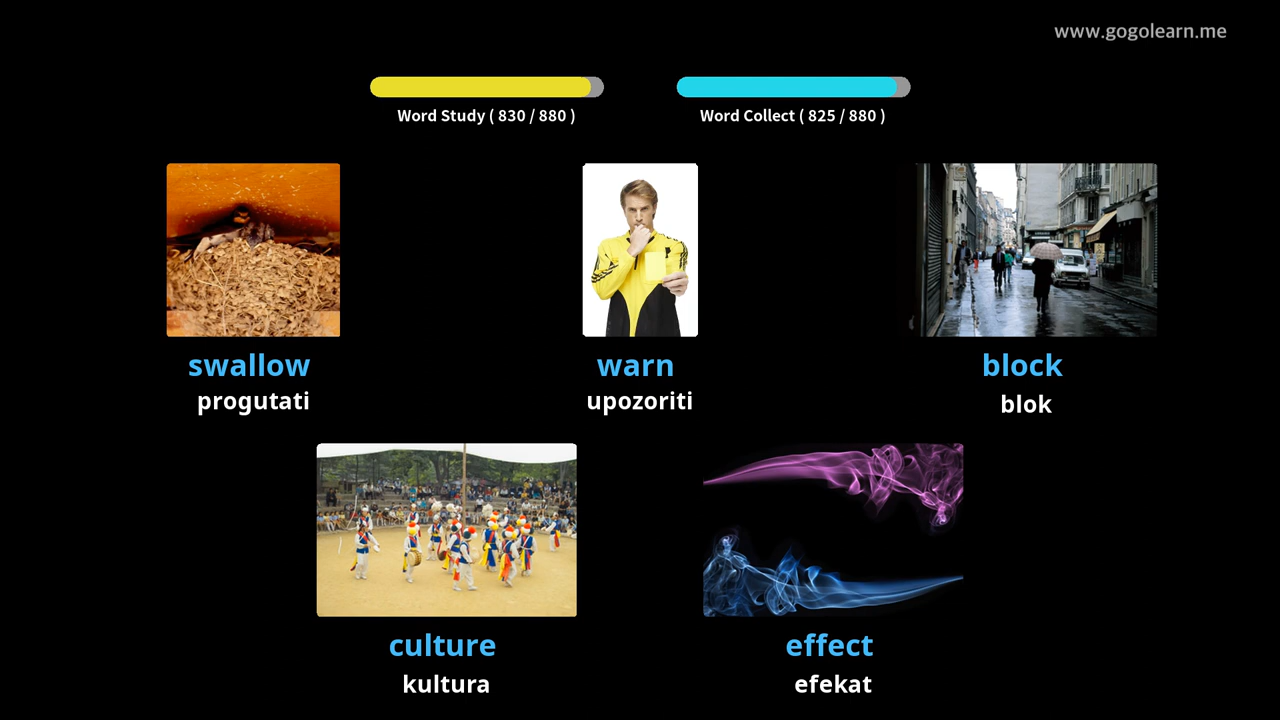 www.gogolearn.me
Word Study ( 830 / 880 )
Word Collect ( 825 / 880 )
swallow
progutati
warn
upozoriti
block
blok
culture
kultura
effect
efekat